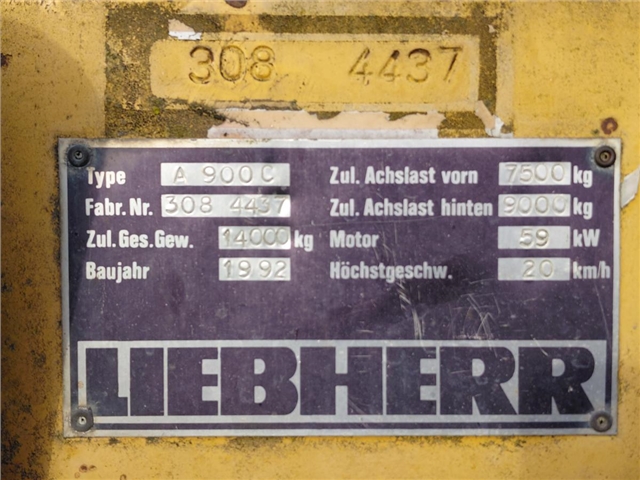 308 4437
Type A 900 C Zul. Achslast vorn 7500 kg
Fabr. Nr. 308 4437 Zul. Achslast hinten 9000 kg
Zul. Ges. Gew. 14000 kg Motor 59 kW
Baujahr 1992 Höchstgeschw. 20 km/h
LIEBHERR